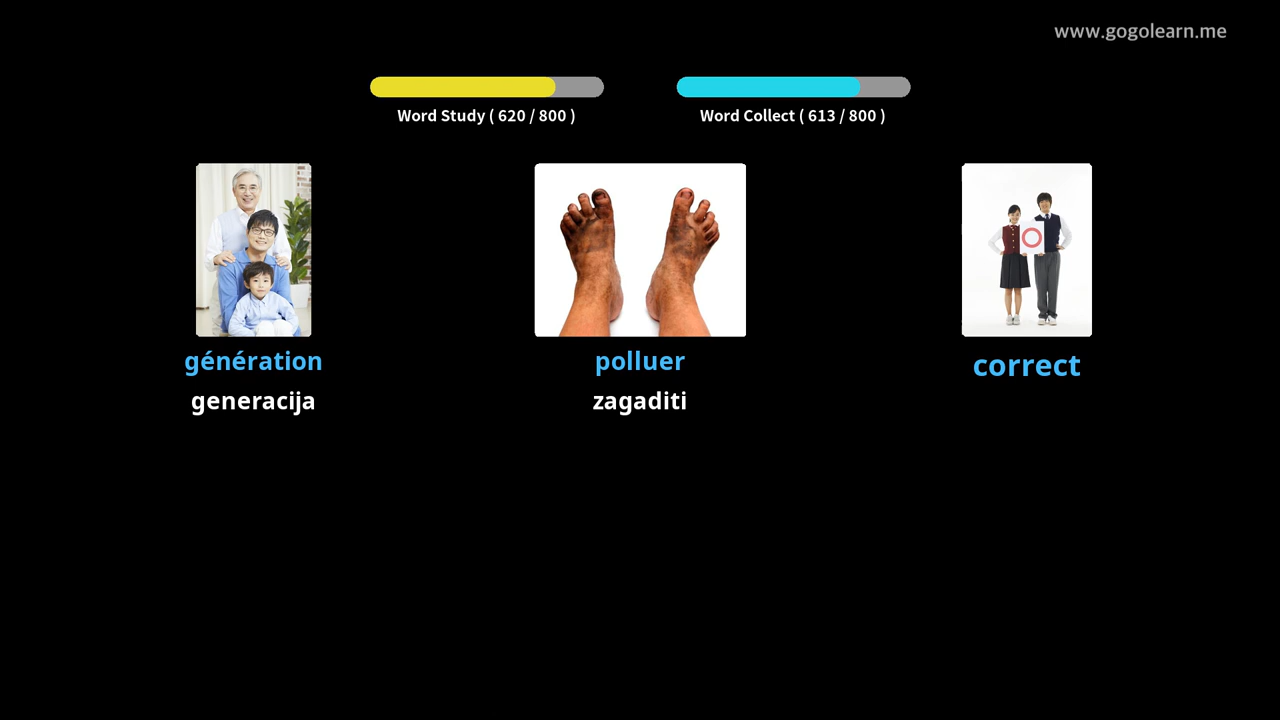 www.gogolearn.me
Word Study ( 620 / 800 )
Word Collect ( 613 / 800 )
génération
polluer
correct
generacija
zagaditi